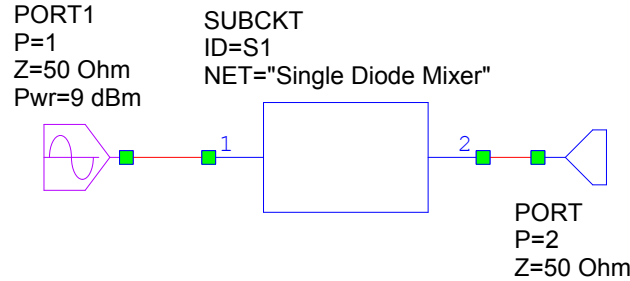 PORT1
P=1
Z=50 Ohm
Pwr=9 dBm
SUBCKT
ID=S1
NET="Single Diode Mixer"
1
2
PORT
P=2
Z=50 Ohm